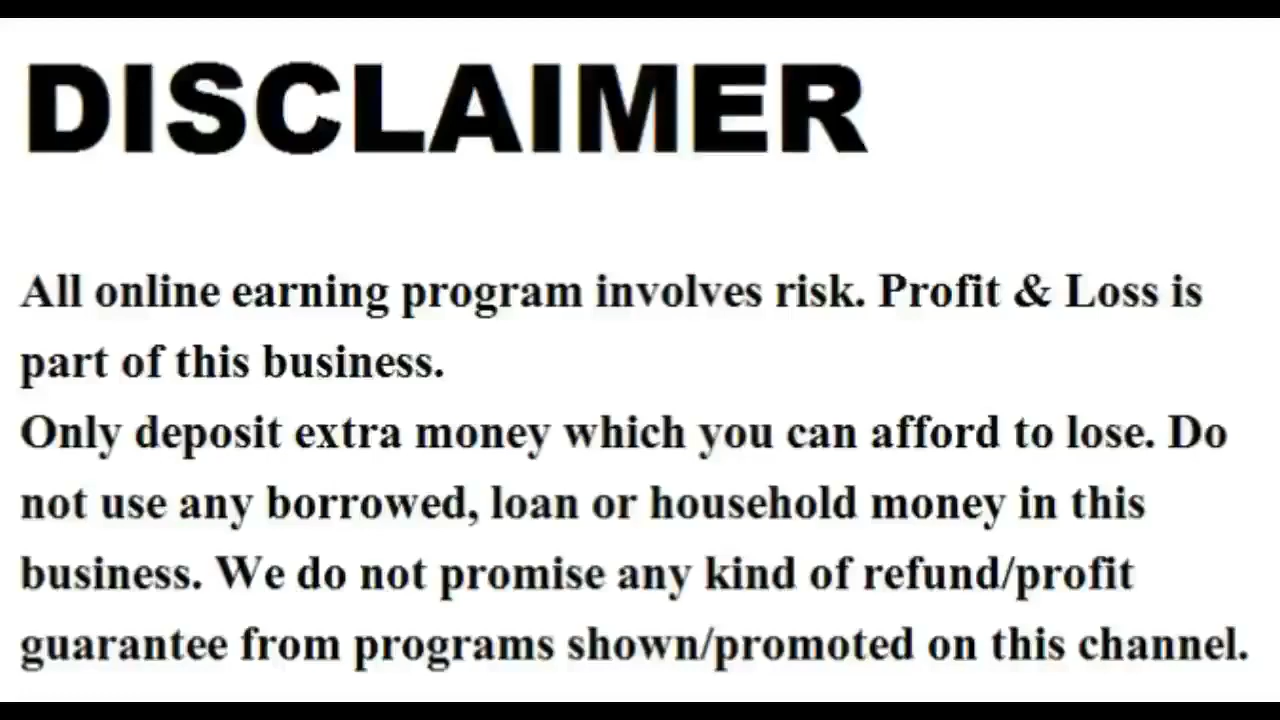 DISCLAIMER
All online earning program involves risk. Profit & Loss is
part of this business.
Only deposit extra money which you can afford to lose. Do
not use any borrowed, loan or household money in this
business. We do not promise any kind of refund/profit
guarantee from programs shown/promoted on this channel.